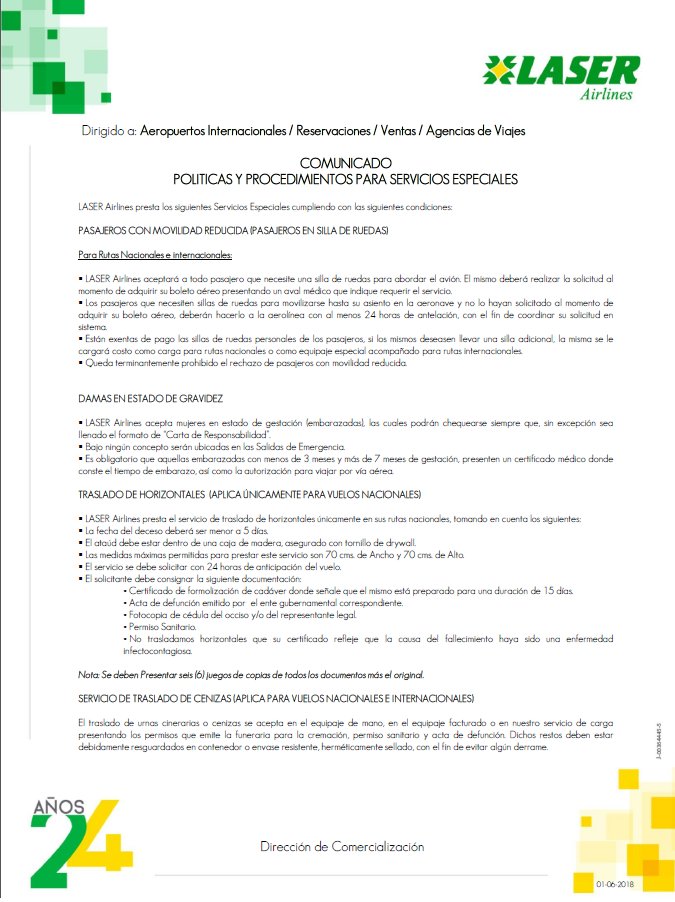 LASER
Airlines
Dirigido a: Aeropuertos Internacionales / Reservaciones / Ventas / Agencias de Viajes
COMUNICADO
POLITICAS Y PROCEDIMIENTOS PARA SERVICIOS ESPECIALES
LASER Airlines presta los siguientes Servicios Especiales cumpliendo con las siguientes condiciones:
PASAJEROS CON MOVILIDAD REDUCIDA (PASAJEROS EN SILLA DE RUEDAS)
Para Rutas Nacionales e internacionales:
▪ LASER Airlines aceptará a todo pasajero que necesite una silla de ruedas para abordar el avión. El mismo deberá realizar la solicitud al
momento de adquirir su boleto aéreo presentando un aval médico que indique requerir el servicio.
▪ Los pasajeros que necesiten sillas de ruedas para movilizarse hasta su asiento en la aeronave y no lo hayan solicitado al momento de
adquirir su boleto aéreo, deberán hacerlo a la aerolínea con al menos 24 horas de antelación, con el fin de coordinar su solicitud en
sistema.
▪ Están exentas de pago las sillas de ruedas personales de los pasajeros, si los mismos deseasen llevar una silla adicional, la misma se le
cargará costo como carga para rutas nacionales o como equipaje especial acompañado para rutas internacionales.
▪ Queda terminantemente prohibido el rechazo de pasajeros con movilidad reducida.
DAMAS EN ESTADO DE GRAVIDEZ
▪ LASER Airlines acepta mujeres en estado de gestación (embarazadas), las cuales podrán chequearse siempre que, sin excepción sea
llenado el formato de "Carta de Responsabilidad".
▪ Bajo ningún concepto serán ubicadas en las Salidas de Emergencia.
▪ Es obligatorio que aquellas embarazadas con menos de 3 meses y más de 7 meses de gestación, presenten un certificado médico donde
conste el tiempo de embarazo, así como la autorización para viajar por vía aérea.
TRASLADO DE HORIZONTALES (APLICA ÚNICAMENTE PARA VUELOS NACIONALES)
▪ LASER Airlines presta el servicio de traslado de horizontales únicamente en sus rutas nacionales, tomando en cuenta los siguientes:
▪ La fecha del deceso deberá ser menor a 5 días.
▪ El ataúd debe estar dentro de una caja de madera, asegurado con tornillo de drywall.
▪ Las medidas máximas permitidas para prestar este servicio son 70 cms. de Ancho y 70 cms. de Alto.
▪ El servicio se debe solicitar con 24 horas de anticipación del vuelo.
▪ El solicitante debe consignar la siguiente documentación:
• Certificado de formolización de cadáver donde señale que el mismo está preparado para una duración de 15 días.
• Acta de defunción emitido por el ente gubernamental correspondiente.
• Fotocopia de cédula del occiso y/o del representante legal.
• Permiso Sanitario.
• No trasladamos horizontales que su certificado refleje que la causa del fallecimiento haya sido una enfermedad
infectocontagiosa.
Nota: Se deben Presentar seis (6) juegos de copias de todos los documentos más el original.
SERVICIO DE TRASLADO DE CENIZAS (APLICA PARA VUELOS NACIONALES E INTERNACIONALES)
El traslado de urnas cinerarias o cenizas se acepta en el equipaje de mano, en el equipaje facturado o en nuestro servicio de carga
presentando los permisos que emite la funeraria para la cremación, permiso sanitario y acta de defunción. Dichos restos deben estar
debidamente resguardados en contenedor o envase resistente, herméticamente sellado, con el fin de evitar algún derrame.
AÑOS
24
Dirección de Comercialización
01-06-2018